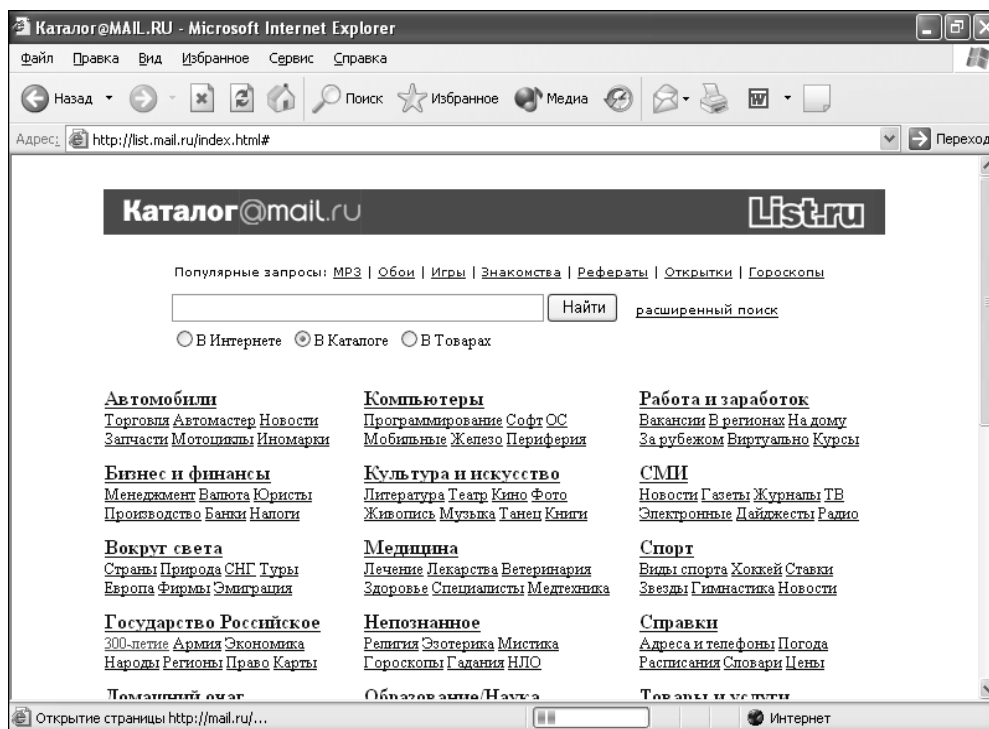 Каталог@MAIL.RU - Microsoft Internet Explorer
Файл Правка Вид Избранное Сервис Справка
Назад Поиск Избранное Медиа
Адрес: http://list.mail.ru/index.html# Переход
Каталог@mail.ru List.ru
Популярные запросы: MP3 | Обои | Игры | Знакомства | Рефераты | Открытки | Гороскопы
Найти расширенный поиск
В Интернете В Каталоге В Товарах
Автомобили Компьютеры Работа и заработок
Торговля Автомастер Новости Программирование Софт ОС Вакансии В регионах На дому
Запчасти Мотоциклы Иномарки Мобильные Железо Периферия За рубежом Виртуально Курсы
Бизнес и финансы Культура и искусство СМИ
Менеджмент Валюта Юристы Литература Театр Кино Фото Новости Газеты Журналы ТВ
Производство Банки Налоги Живопись Музыка Танец Книги Электронные Дайджесты Радио
Вокруг света Медицина Спорт
Страны Природа СНГ Туры Лечение Лекарства Ветеринария Виды спорта Хоккей Ставки
Европа Фирмы Эмиграция Здоровье Специалисты Медтехника Звезды Гимнастика Новости
Государство Российское Непознанное Справки
300-летие Армия Экономика Религия Эзотерика Мистика Адреса и телефоны Погода
Народы Регионы Право Карты Гороскопы Гадания НЛО Расписания Словари Цены
Домашний очаг Образование/Наука Товары и услуги
Открытие страницы http://mail.ru/... Интернет